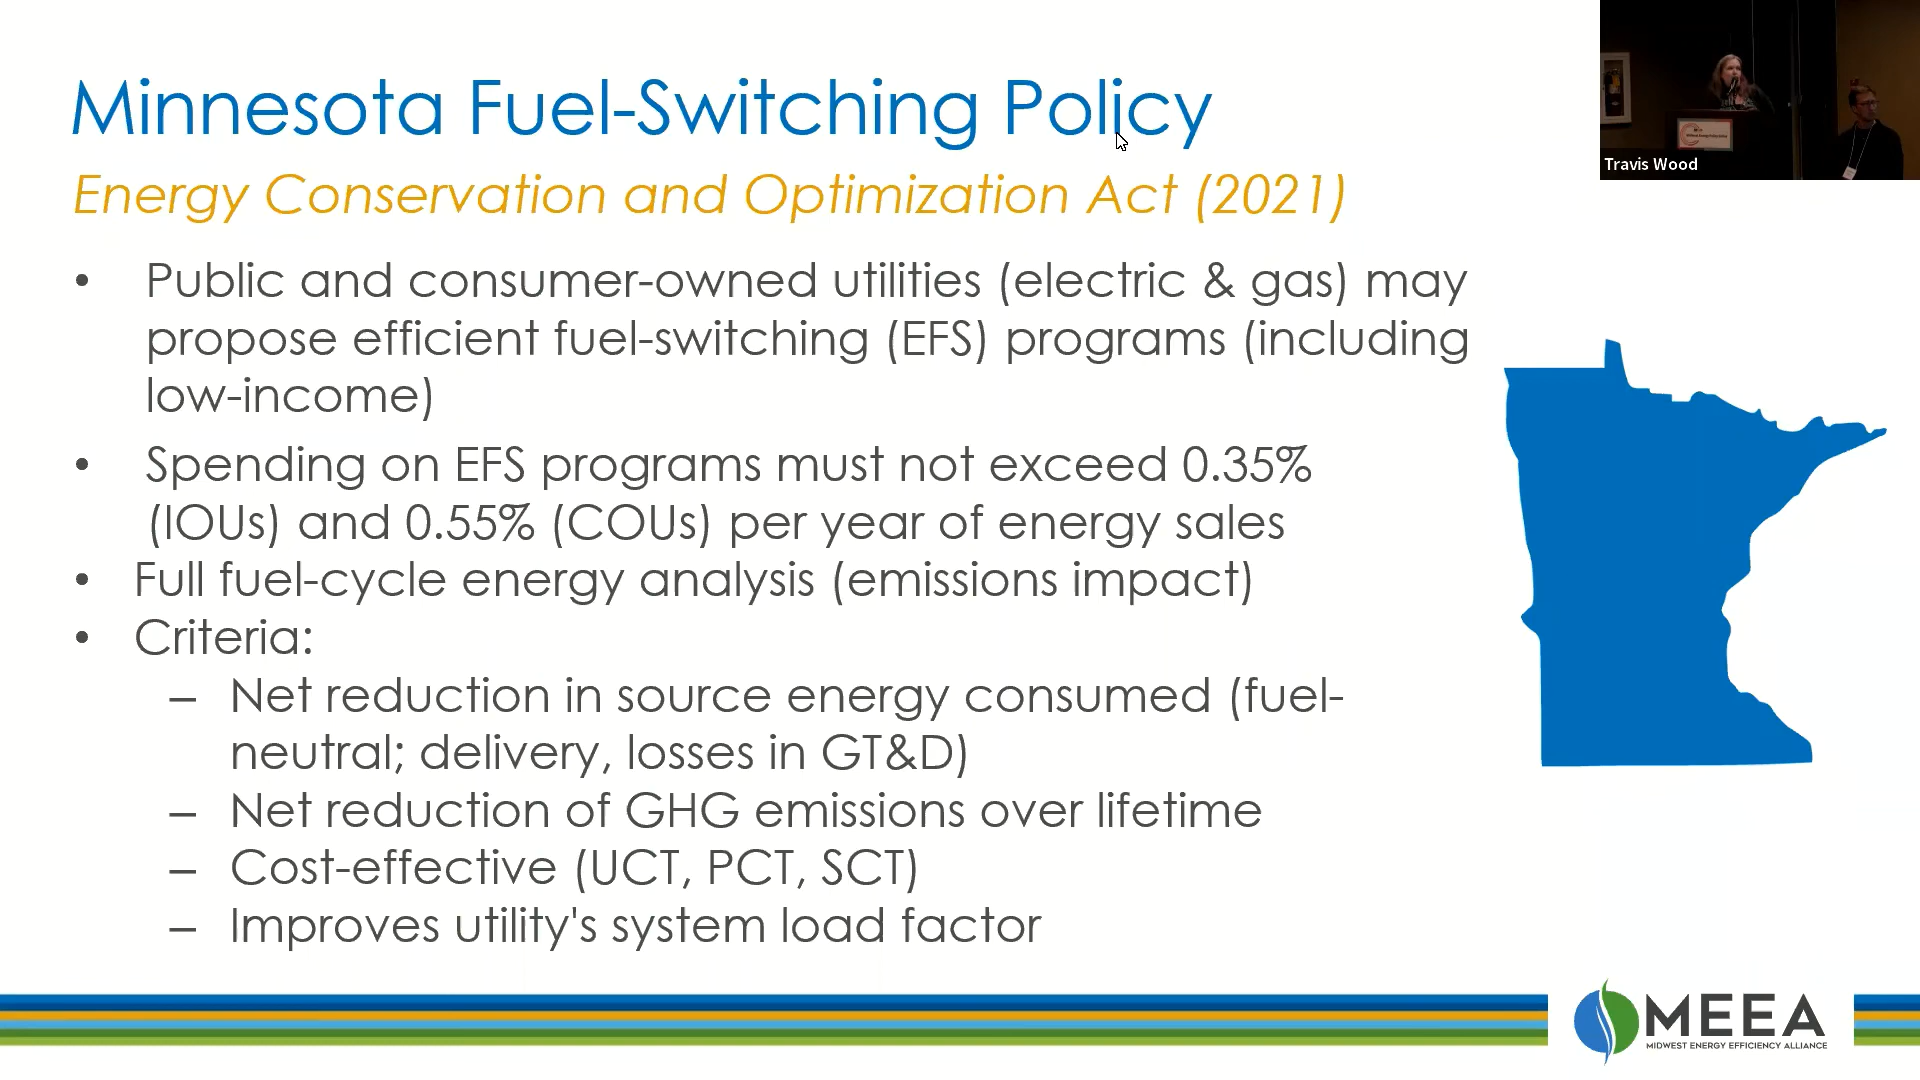 Minnesota Fuel-Switching Policy
Energy Conservation and Optimization Act (2021)
• Public and consumer-owned utilities (electric & gas) may
propose efficient fuel-switching (EFS) programs (including
low-income)
• Spending on EFS programs must not exceed 0.35%
(IOUs) and 0.55% (COUs) per year of energy sales
• Full fuel-cycle energy analysis (emissions impact)
• Criteria:
– Net reduction in source energy consumed (fuel-
neutral; delivery, losses in GT&D)
– Net reduction of GHG emissions over lifetime
– Cost-effective (UCT, PCT, SCT)
– Improves utility's system load factor
Travis Wood
MEEA
MIDWEST ENERGY EFFICIENCY ALLIANCE